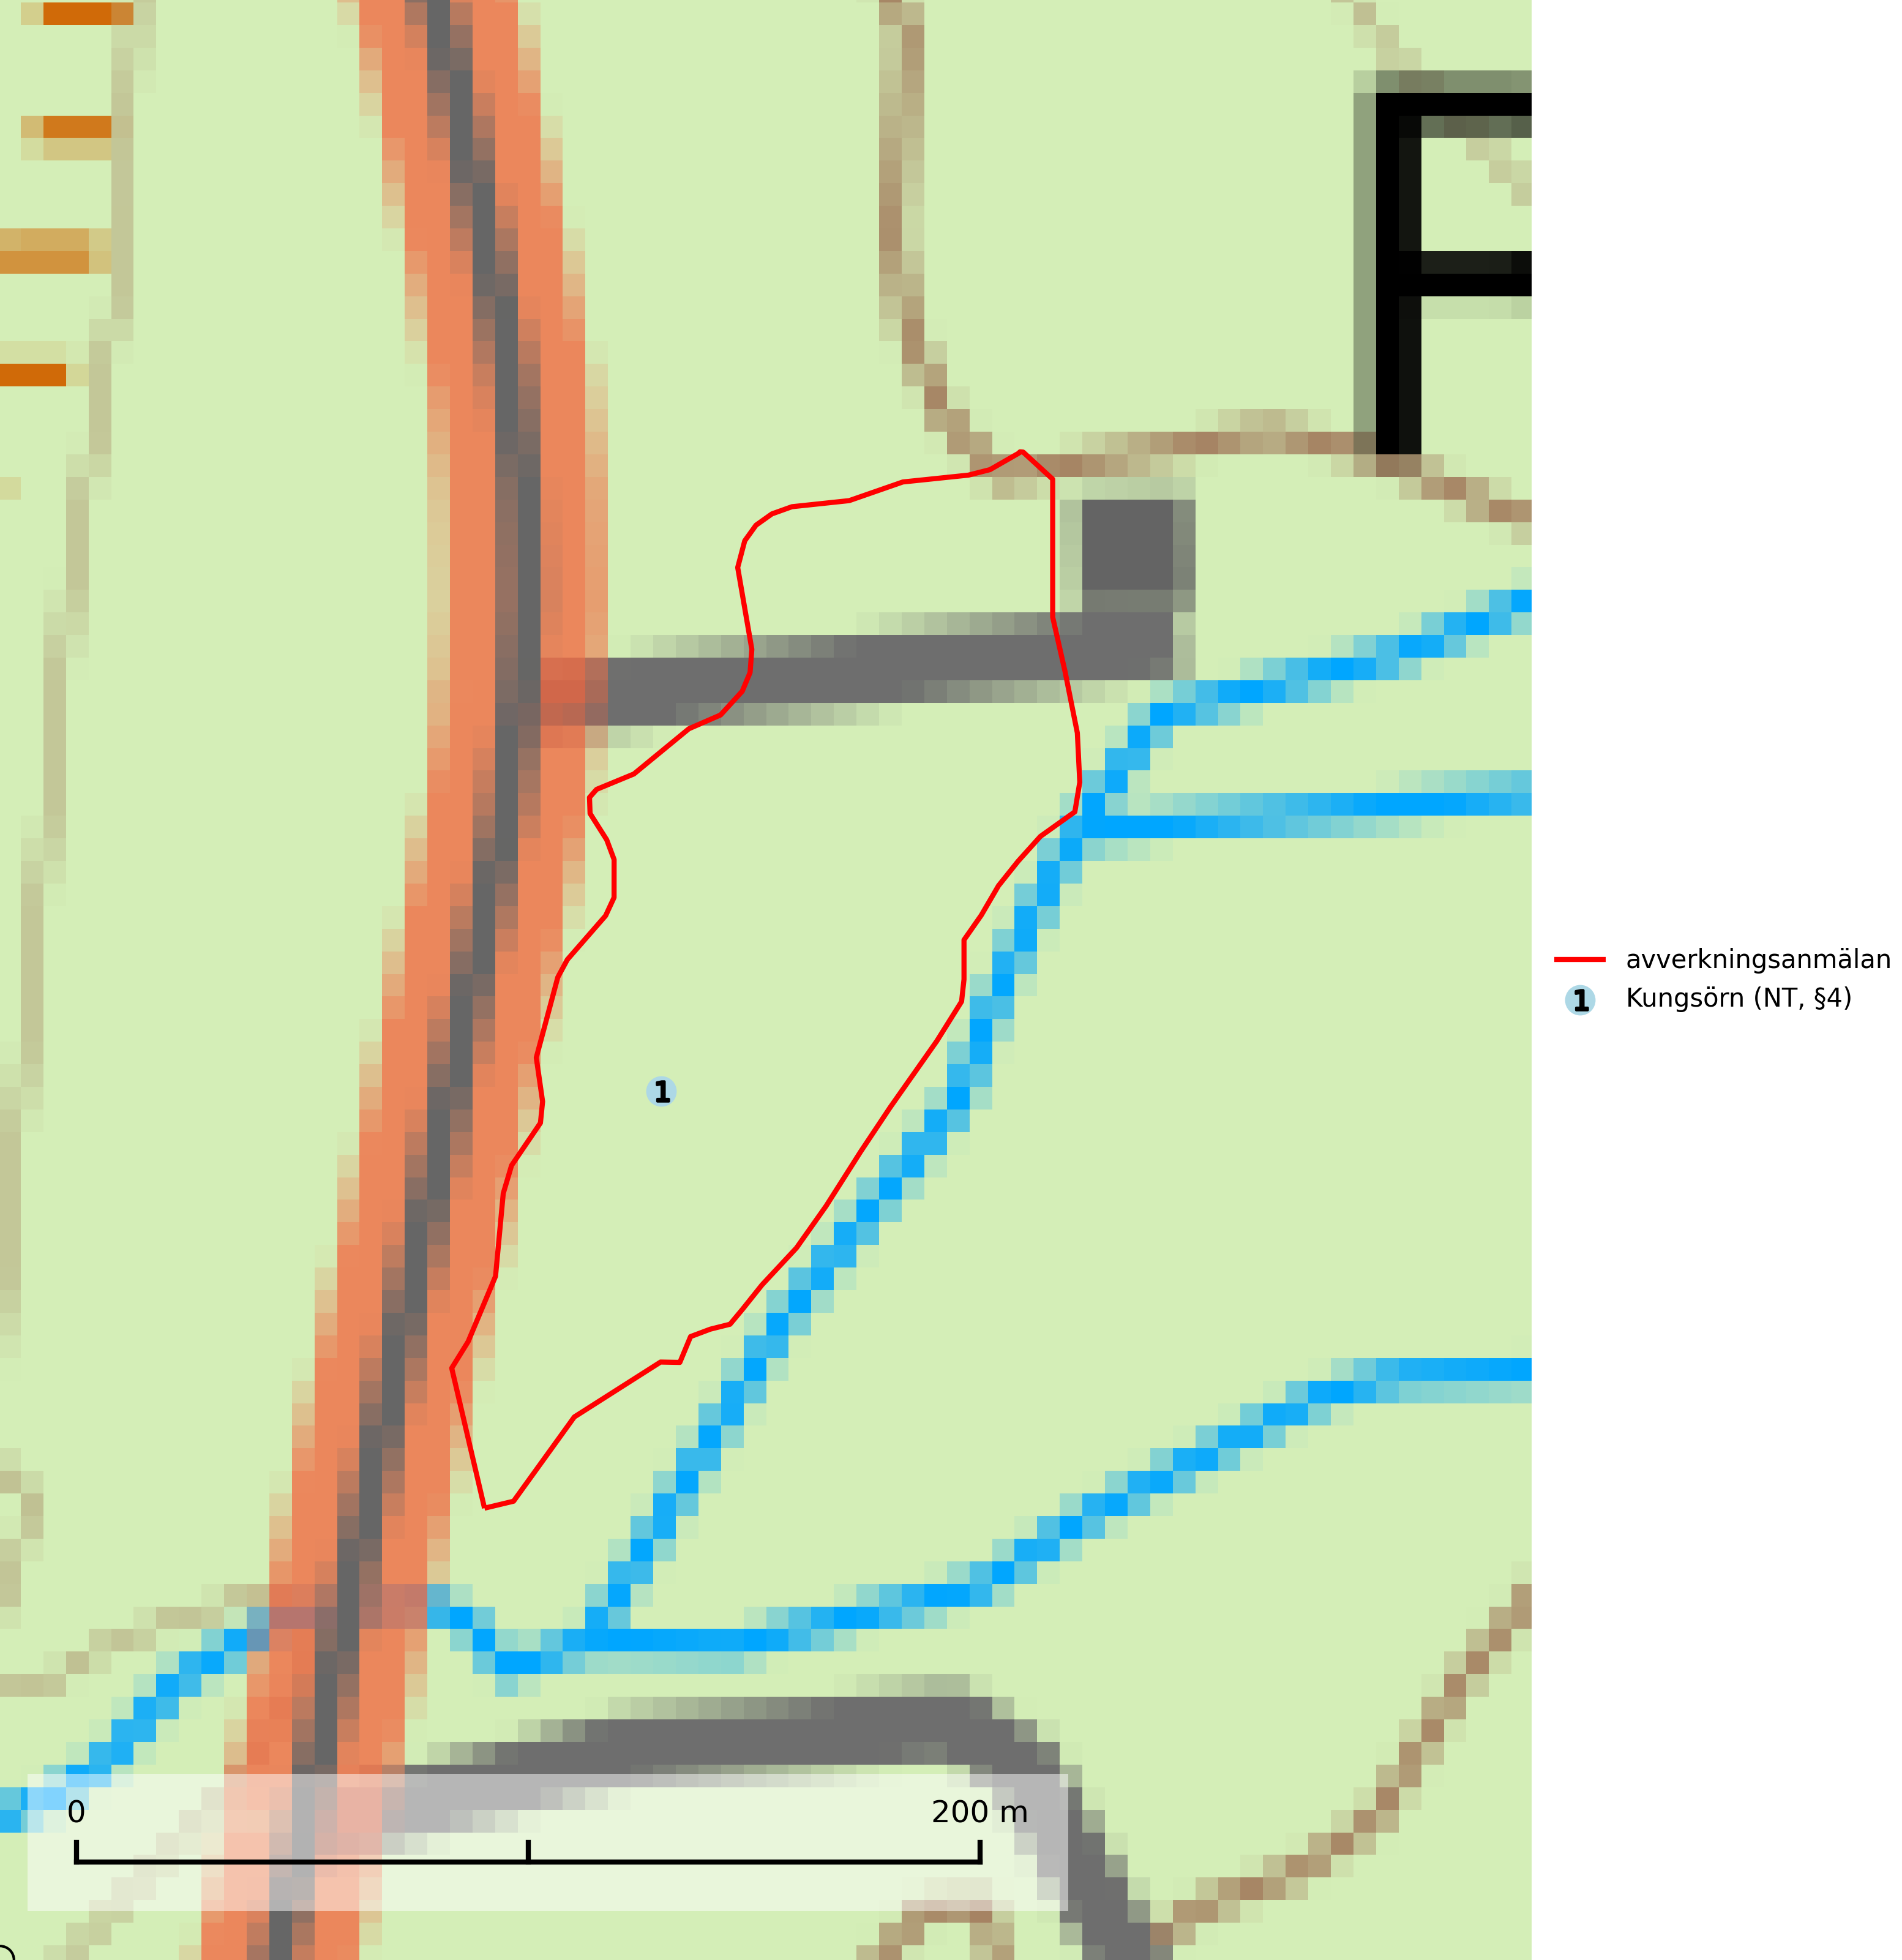 avverkningsanmälan
1 Kungsörn (NT, §4)
1
0 200 m